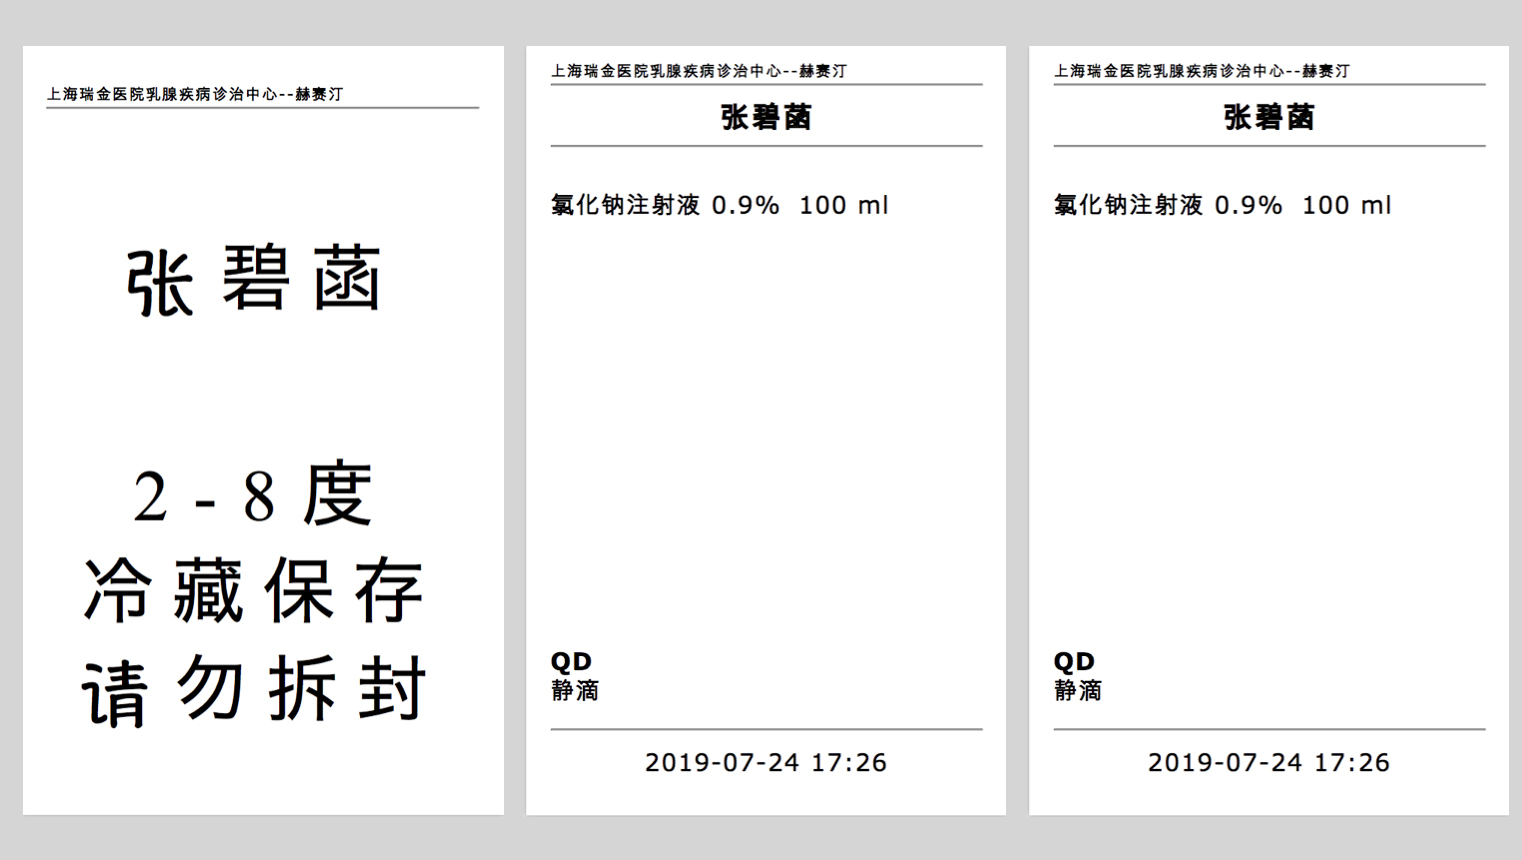 上海瑞金医院乳腺疾病诊治中心--赫赛汀
张碧菡
2-8度
冷藏保存
请勿拆封
上海瑞金医院乳腺疾病诊治中心--赫赛汀
张碧菡
氯化钠注射液 0.9%  100 ml
QD
静滴
2019-07-24 17:26
上海瑞金医院乳腺疾病诊治中心--赫赛汀
张碧菡
氯化钠注射液 0.9%  100 ml
QD
静滴
2019-07-24 17:26